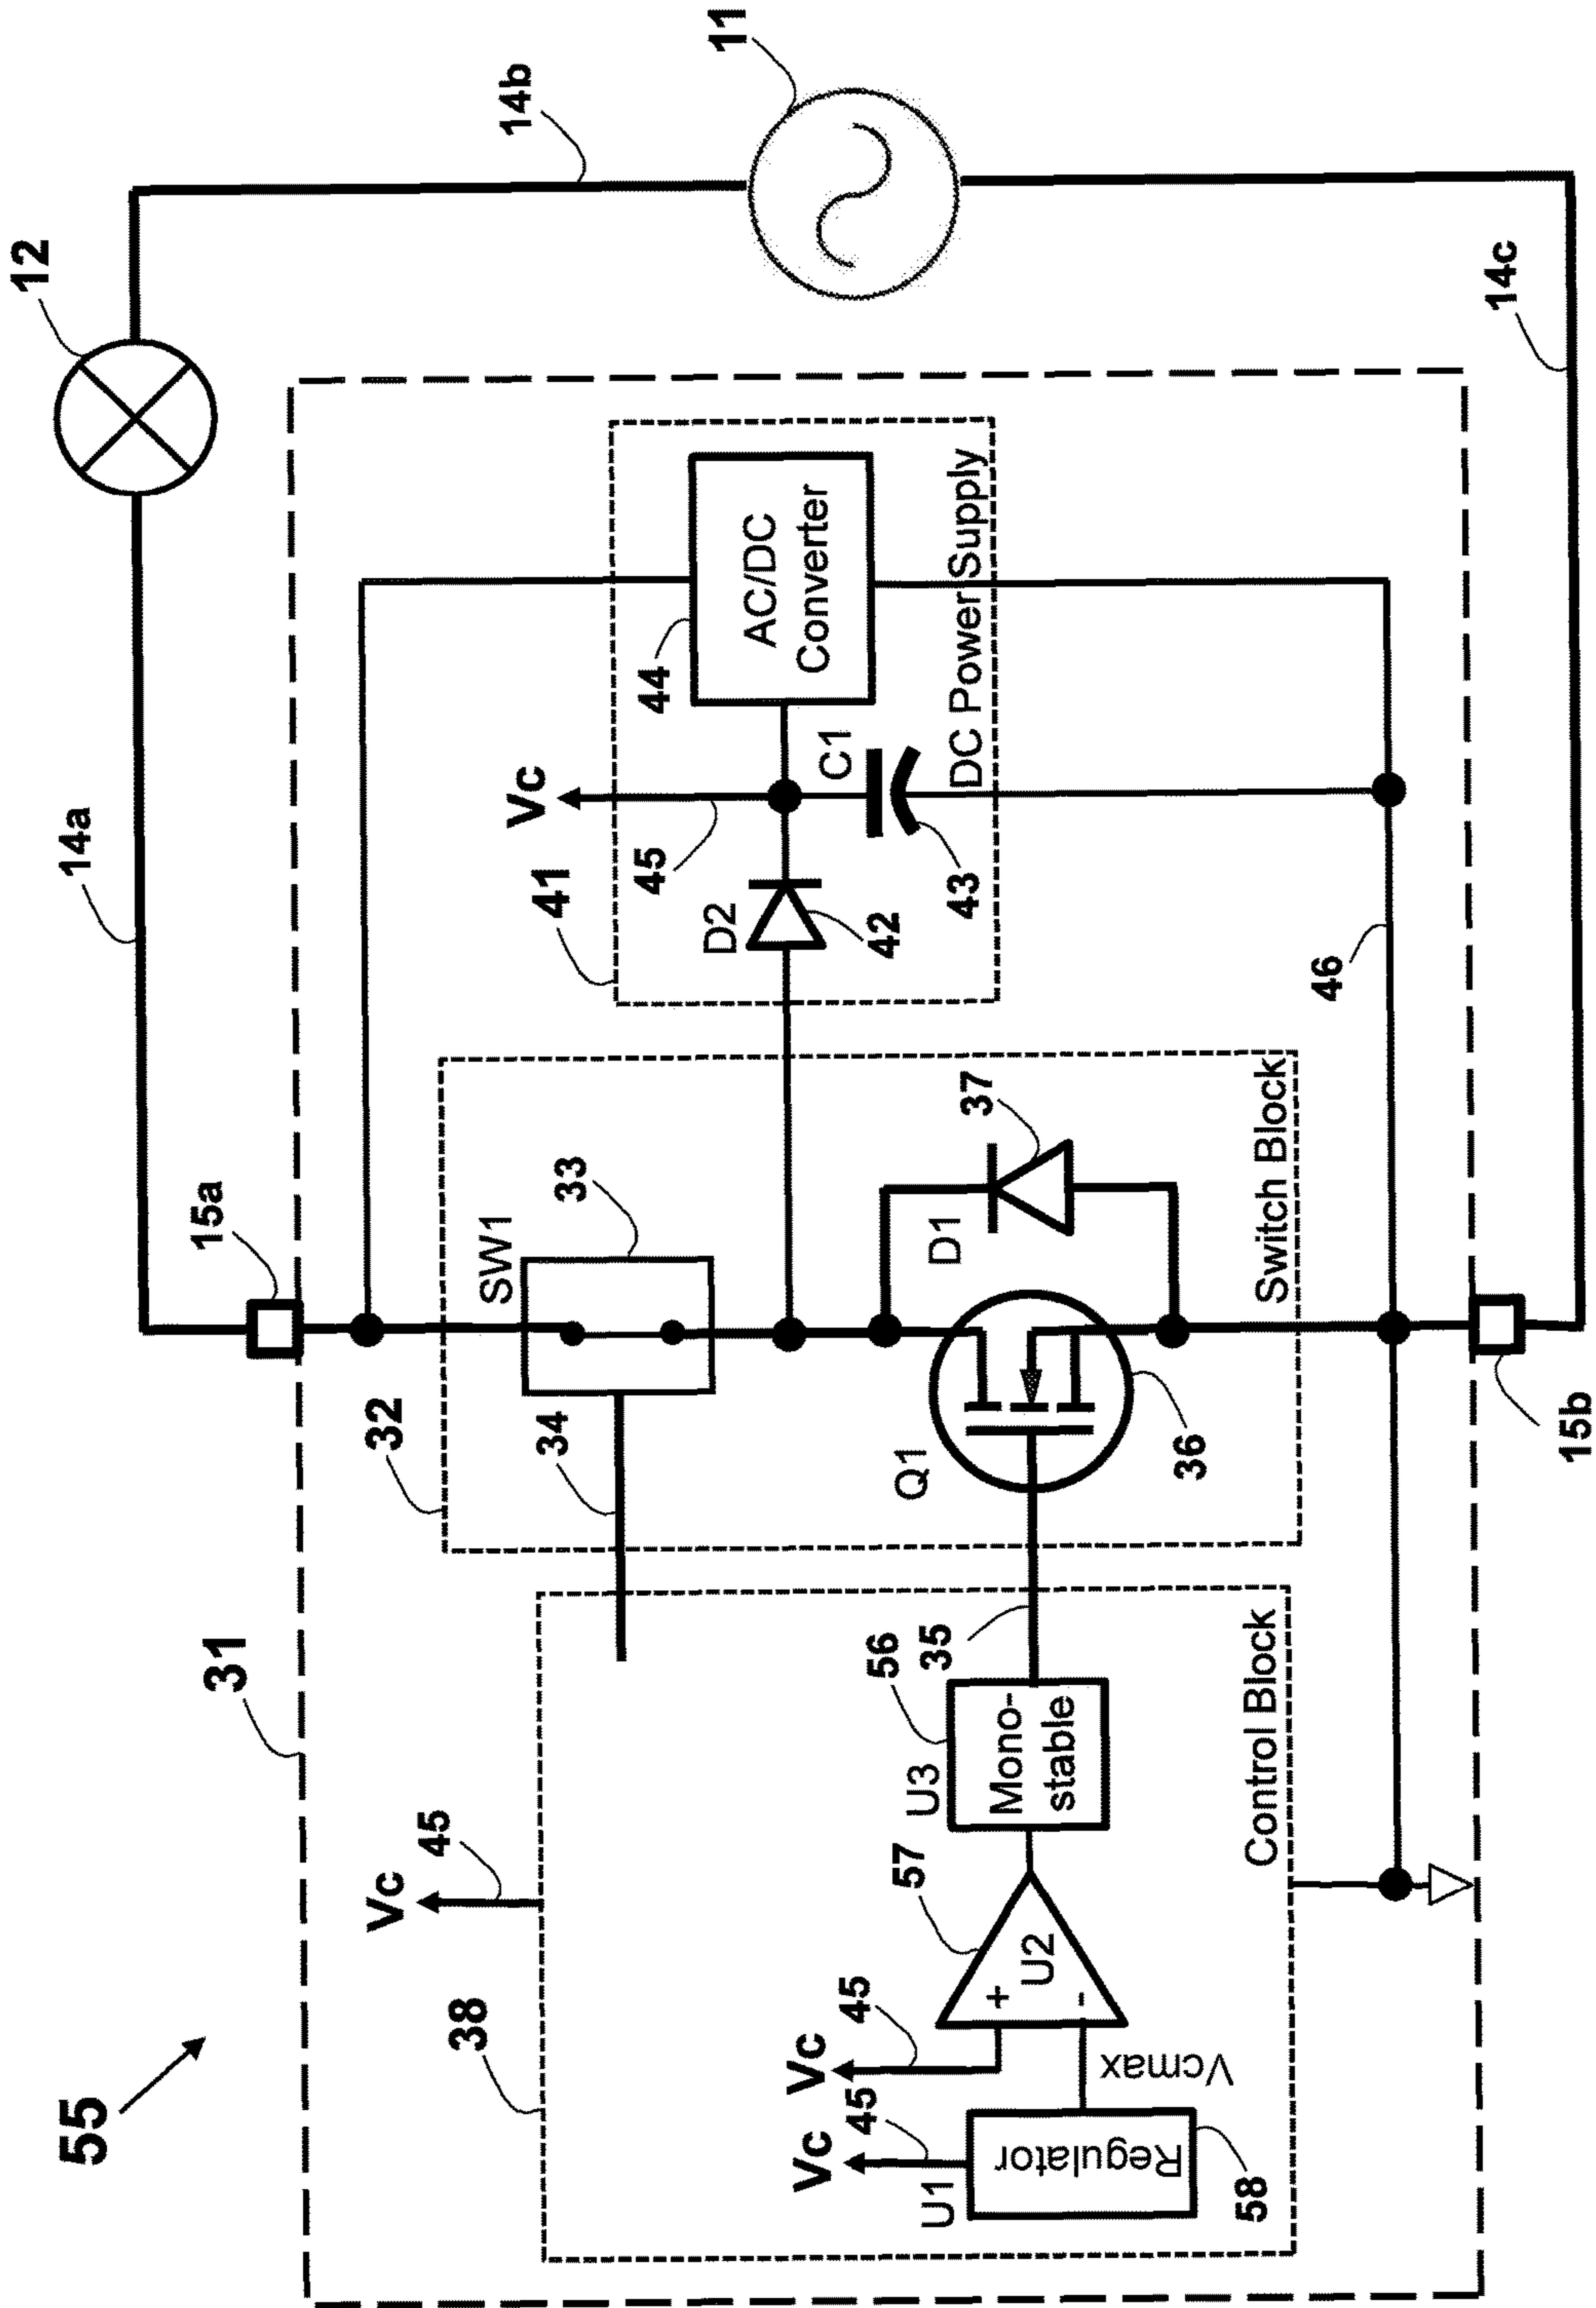 55
31
38
Vc
45
Vc
45
Vc
45
U1
Regulator
58
Vcmax
+
-
U2
57
U3
56
Mono-
stable
35
Control Block
32
34
SW1
33
Q1
36
D1
37
Switch Block
15a
15b
14a
41
D2
42
Vc
45
C1
43
44
AC/DC
Converter
DC Power Supply
46
12
14b
11
14c